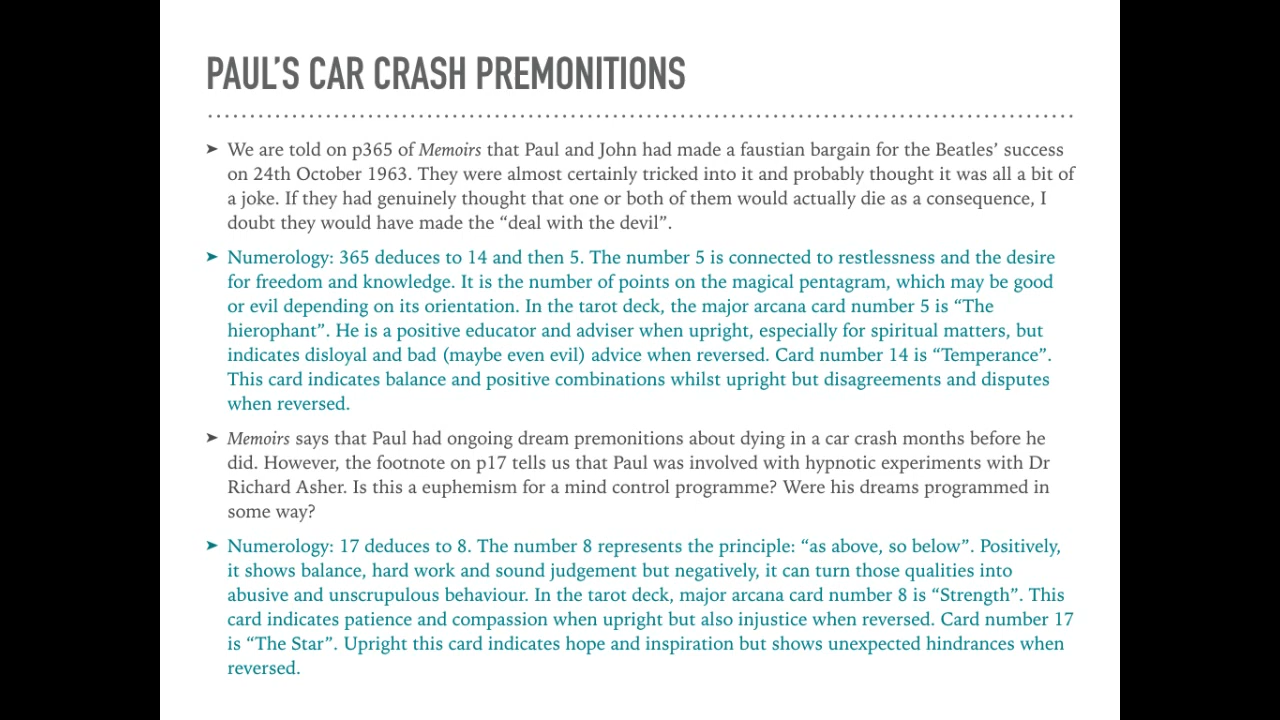 PAUL'S CAR CRASH PREMONITIONS
➤ We are told on p365 of Memoirs that Paul and John had made a faustian bargain for the Beatles' success
on 24th October 1963. They were almost certainly tricked into it and probably thought it was all a bit of
a joke. If they had genuinely thought that one or both of them would actually die as a consequence, I
doubt they would have made the “deal with the devil”.
➤ Numerology: 365 deduces to 14 and then 5. The number 5 is connected to restlessness and the desire
for freedom and knowledge. It is the number of points on the magical pentagram, which may be good
or evil depending on its orientation. In the tarot deck, the major arcana card number 5 is “The
hierophant”. He is a positive educator and adviser when upright, especially for spiritual matters, but
indicates disloyal and bad (maybe even evil) advice when reversed. Card number 14 is “Temperance”.
This card indicates balance and positive combinations whilst upright but disagreements and disputes
when reversed.
➤ Memoirs says that Paul had ongoing dream premonitions about dying in a car crash months before he
did. However, the footnote on p17 tells us that Paul was involved with hypnotic experiments with Dr
Richard Asher. Is this a euphemism for a mind control programme? Were his dreams programmed in
some way?
➤ Numerology: 17 deduces to 8. The number 8 represents the principle: “as above, so below”. Positively,
it shows balance, hard work and sound judgement but negatively, it can turn those qualities into
abusive and unscrupulous behaviour. In the tarot deck, major arcana card number 8 is “Strength”. This
card indicates patience and compassion when upright but also injustice when reversed. Card number 17
is “The Star”. Upright this card indicates hope and inspiration but shows unexpected hindrances when
reversed.